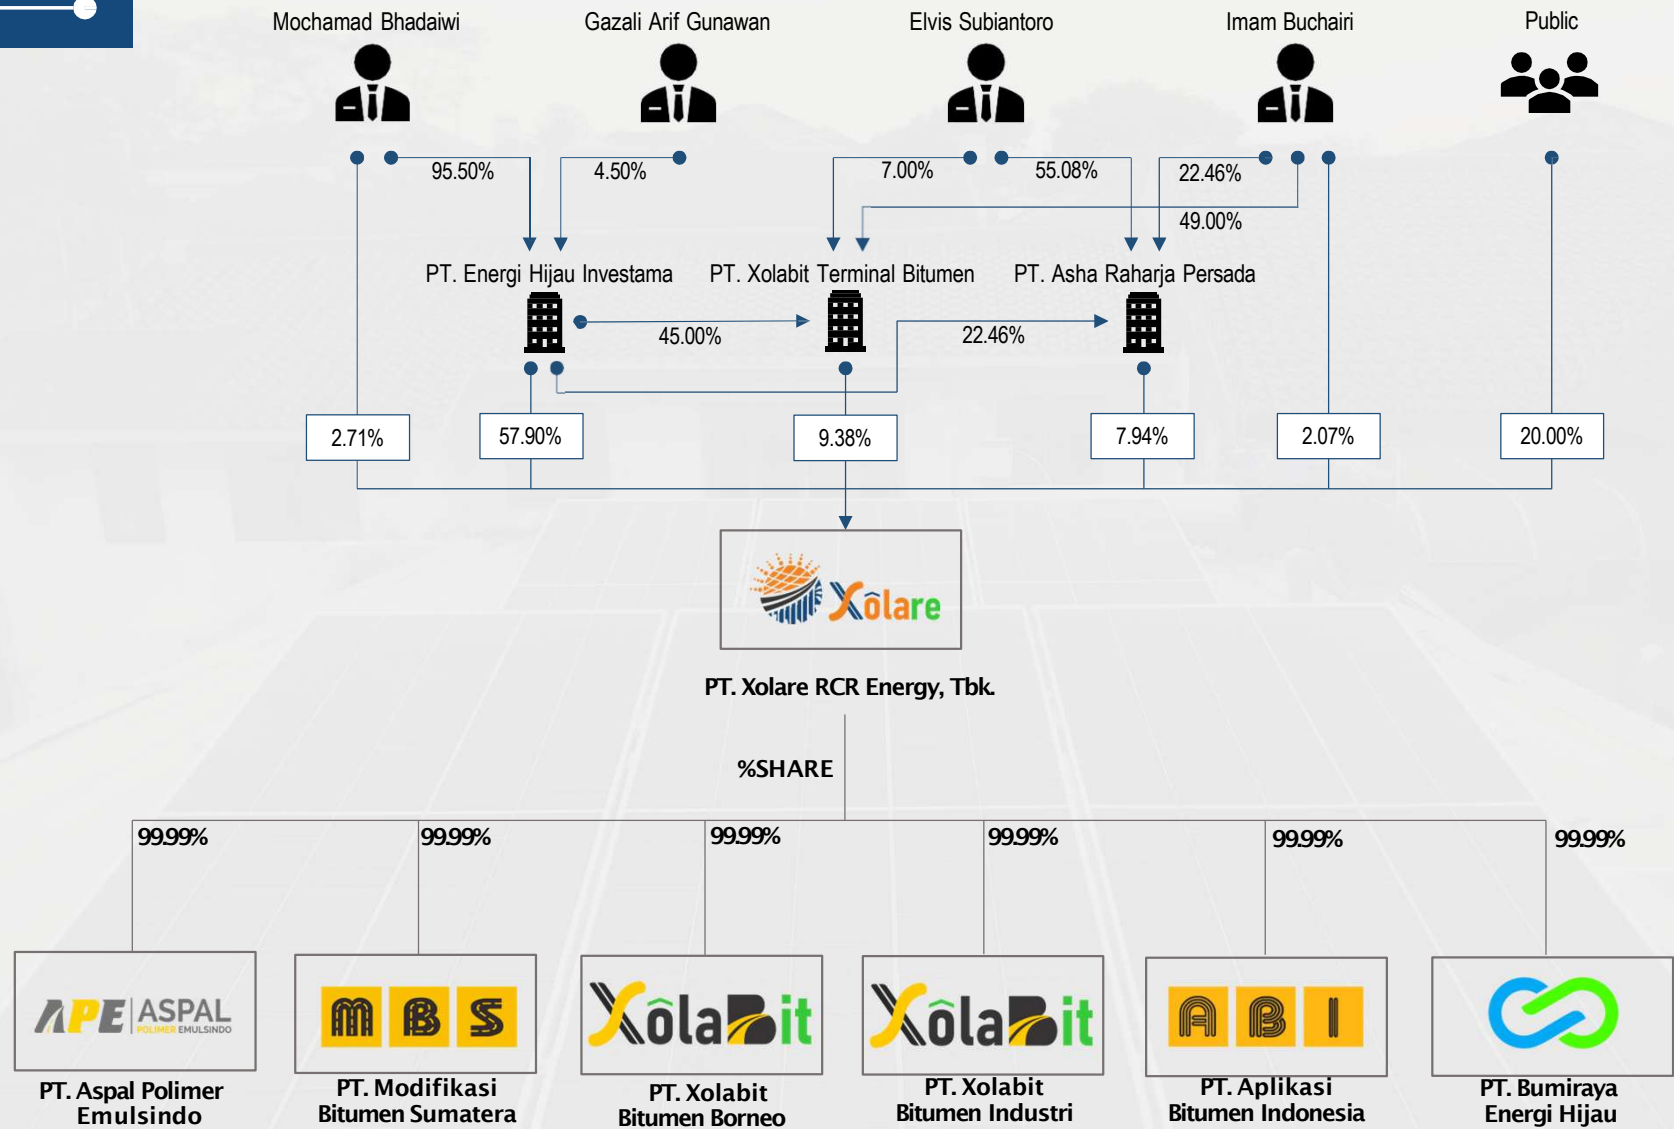 Mochamad Bhadaiwi
Gazali Arif Gunawan
Elvis Subiantoro
Imam Buchairi
Public
95.50%
4.50%
7.00%
55.08%
22.46%
49.00%
PT. Energi Hijau Investama
PT. Xolabit Terminal Bitumen
PT. Asha Raharja Persada
45.00%
22.46%
2.71%
57.90%
9.38%
7.94%
2.07%
20.00%
Xôlare
PT. Xolare RCR Energy, Tbk.
%SHARE
99.99%
99.99%
99.99%
99.99%
99.99%
99.99%
APE ASPAL
POLIMER EMULSINDO
MBS
XôlaBit
XôlaBit
ABI
PT. Aspal Polimer
Emulsindo
PT. Modifikasi
Bitumen Sumatera
PT. Xolabit
Bitumen Borneo
PT. Xolabit
Bitumen Industri
PT. Aplikasi
Bitumen Indonesia
PT. Bumiraya
Energi Hijau